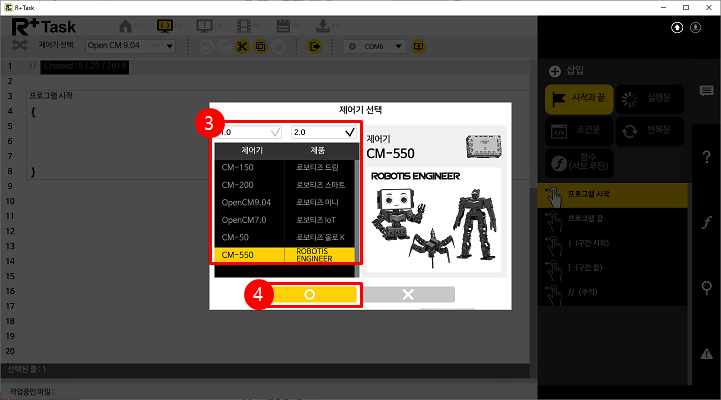 R+ Task
R+Task
제어기 선택
Open CM 9.04
COM6
1 // Created : 5 / 29 / 2019
2
3 프로그램 시작
4 {
5
6
7
8 }
9
10
11
12
13
14
15
16
17
18
19
20
21
선택된 줄 : 1
작업중인 파일 :
제어기 선택
3
1.0
2.0
제어기 제품
CM-150 로보티즈 드림
CM-200 로보티즈 스마트
OpenCM9.04 로보티즈 미니
OpenCM7.0 로보티즈 IoT
CM-50 로보티즈 올로 K
CM-550 ROBOTIS ENGINEER
제어기
CM-550
ROBOTIS ENGINEER
4
삽입
시작과 끝
실행문
조건문
반복문
함수
(서브 루틴)
프로그램 시작
프로그램 끝
{ (구간 시작)
} (구간 끝)
// (주석)